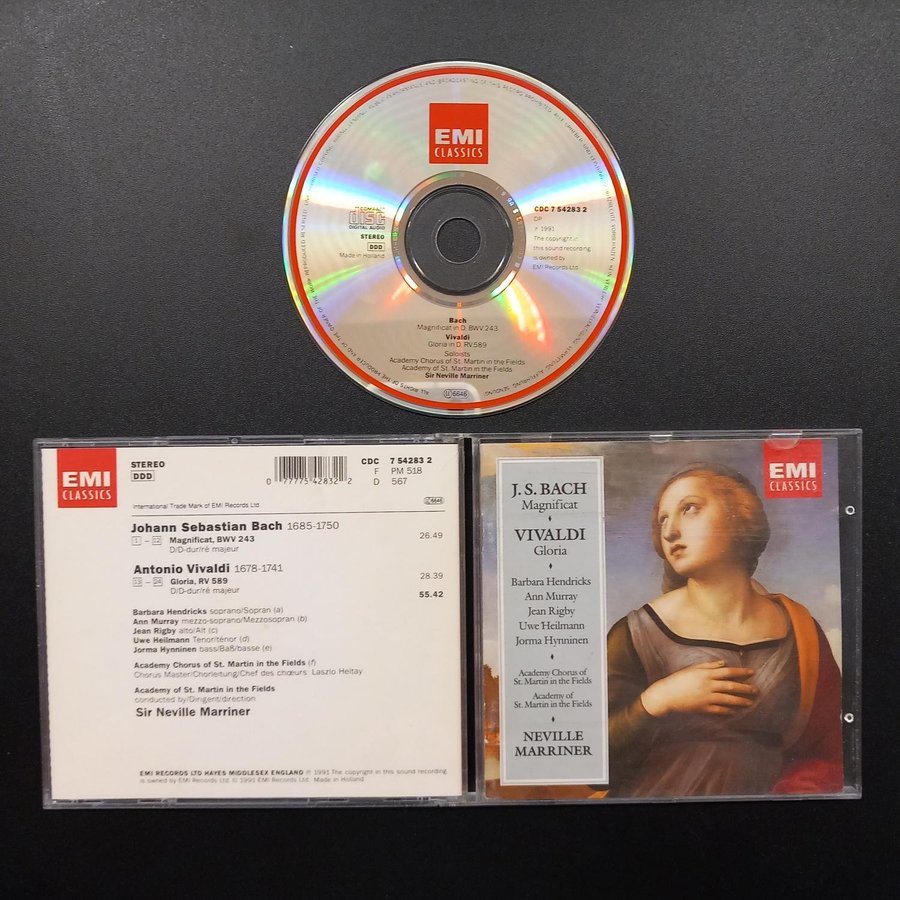 EMI
CLASSICS
COMPACT
disc
DIGITAL AUDIO
STEREO
DDD
Made in Holland
CDC 7 54283 2
DP
℗ 1991
The copyright in
this sound recording
is owned by
EMI Records Ltd.
Bach
Magnificat in D, BWV 243
Vivaldi
Gloria in D, RV 589
Soloists
Academy Chorus of St. Martin in the Fields
Academy of St. Martin in the Fields
Sir Neville Marriner
6646
EMI
CLASSICS
STEREO
DDD
0 77775 42832 2
CDC 7 54283 2
F PM 518
D 567
6646
International Trade Mark of EMI Records Ltd
Johann Sebastian Bach 1685-1750
1 – 12 Magnificat, BWV 243 26.49
D/D-dur/ré majeur
Antonio Vivaldi 1678-1741
13 – 24 Gloria, RV 589 28.39
D/D-dur/ré majeur
55.42
Barbara Hendricks soprano/Sopran (a)
Ann Murray mezzo-soprano/Mezzosopran (b)
Jean Rigby alto/Alt (c)
Uwe Heilmann Tenor/ténor (d)
Jorma Hynninen bass/Baß/basse (e)
Academy Chorus of St. Martin in the Fields (f)
Chorus Master/Chorleitung/Chef des chœurs: Laszlo Heltay
Academy of St. Martin in the Fields
conducted by/Dirigent/direction
Sir Neville Marriner
EMI RECORDS LTD HAYES MIDDLESEX ENGLAND ℗ 1991 The copyright in this sound recording
is owned by EMI Records Ltd. © 1991 EMI Records Ltd. Made in Holland
EMI
CLASSICS
J. S. BACH
Magnificat
VIVALDI
Gloria
Barbara Hendricks
Ann Murray
Jean Rigby
Uwe Heilmann
Jorma Hynninen
Academy Chorus of
St. Martin in the Fields
Academy of
St. Martin in the Fields
NEVILLE
MARRINER